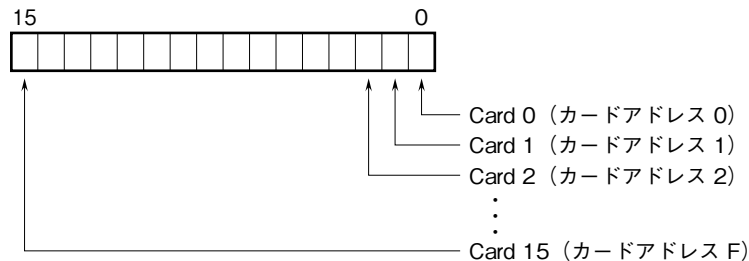 15 0
Card 0（カードアドレス 0）
Card 1（カードアドレス 1）
Card 2（カードアドレス 2）
Card 15（カードアドレス F）